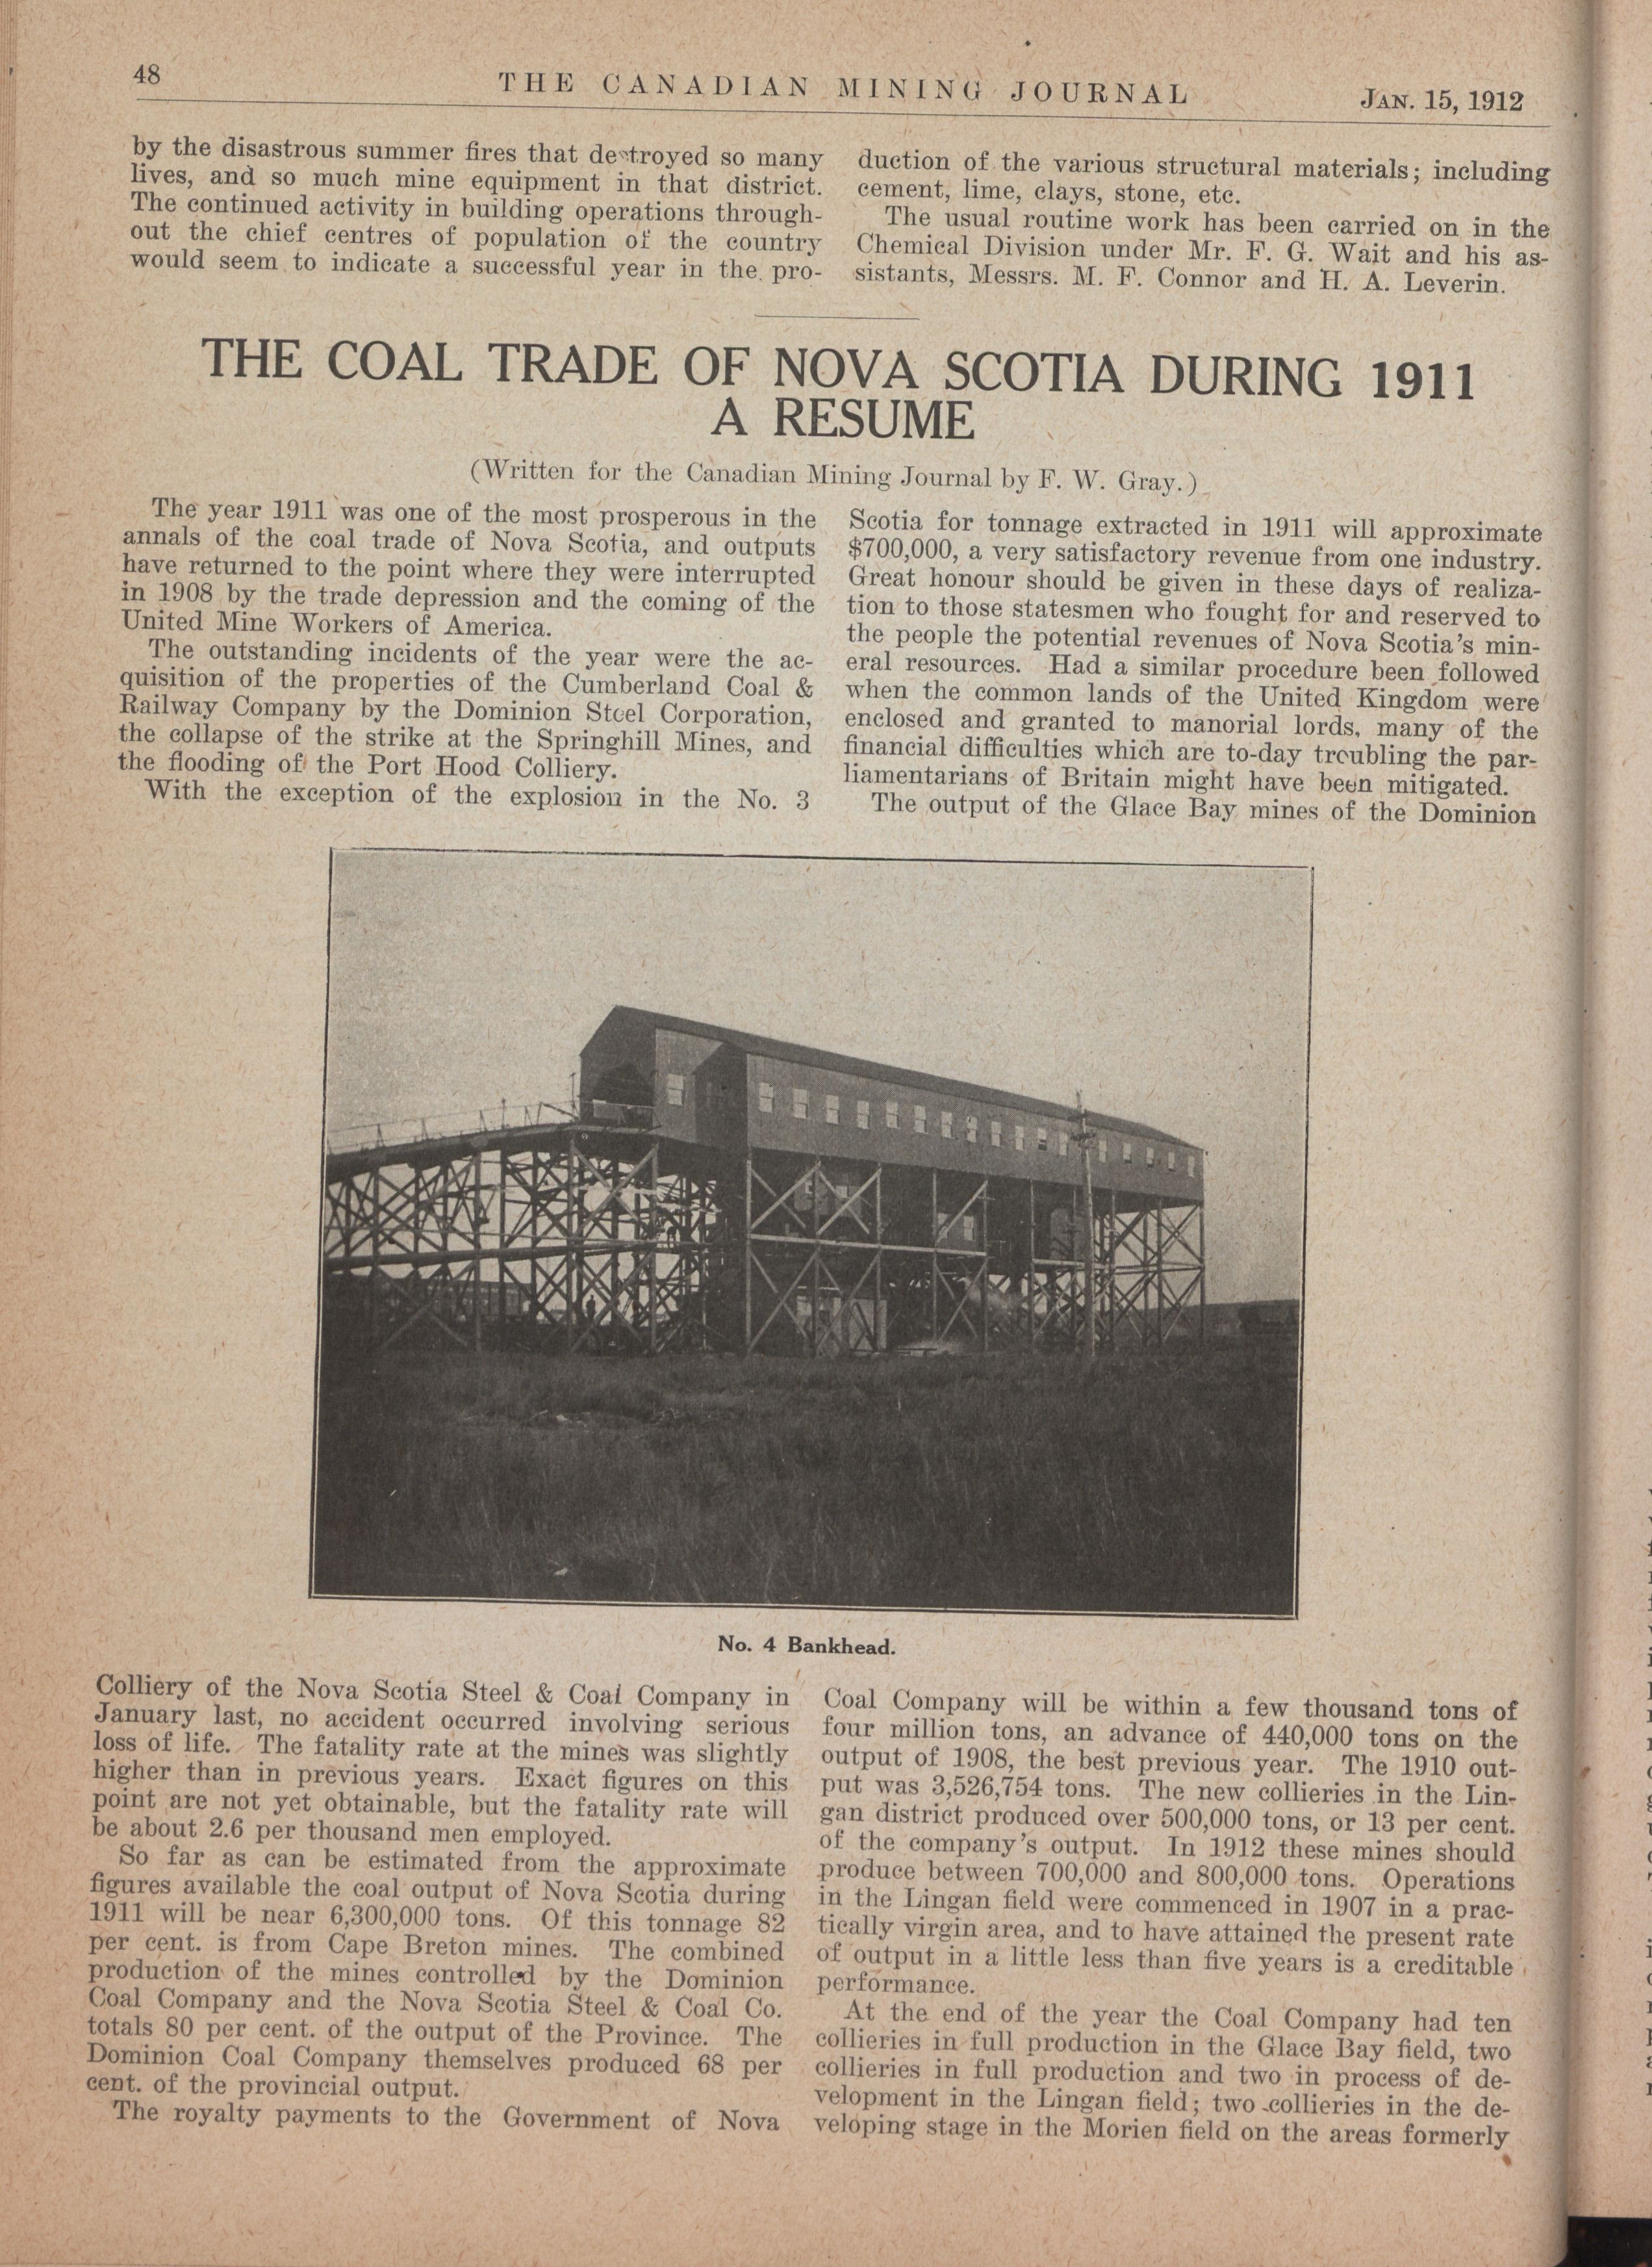 48
THE CANADIAN MINING JOURNAL
JAN. 15, 1912
by the disastrous summer fires that destroyed so many
lives, and so much mine equipment in that district.
The continued activity in building operations through-
out the chief centres of population of the country
would seem to indicate a successful year in the pro-
duction of the various structural materials; including
cement, lime, clays, stone, etc.
The usual routine work has been carried on in the
Chemical Division under Mr. F. G. Wait and his as-
sistants, Messrs. M. F. Connor and H. A. Leverin.
THE COAL TRADE OF NOVA SCOTIA DURING 1911
A RESUME
(Written for the Canadian Mining Journal by F. W. Gray.)
The year 1911 was one of the most prosperous in the
annals of the coal trade of Nova Scotia, and outputs
have returned to the point where they were interrupted
in 1908 by the trade depression and the coming of the
United Mine Workers of America.
The outstanding incidents of the year were the ac-
quisition of the properties of the Cumberland Coal &
Railway Company by the Dominion Steel Corporation,
the collapse of the strike at the Springhill Mines, and
the flooding of the Port Hood Colliery.
With the exception of the explosion in the No. 3
Scotia for tonnage extracted in 1911 will approximate
$700,000, a very satisfactory revenue from one industry.
Great honour should be given in these days of realiza-
tion to those statesmen who fought for and reserved to
the people the potential revenues of Nova Scotia's min-
eral resources. Had a similar procedure been followed
when the common lands of the United Kingdom were
enclosed and granted to manorial lords, many of the
financial difficulties which are to-day troubling the par-
liamentarians of Britain might have been mitigated.
The output of the Glace Bay mines of the Dominion
No. 4 Bankhead.
Colliery of the Nova Scotia Steel & Coal Company in
January last, no accident occurred involving serious
loss of life. The fatality rate at the mines was slightly
higher than in previous years. Exact figures on this
point are not yet obtainable, but the fatality rate will
be about 2.6 per thousand men employed.
So far as can be estimated from the approximate
figures available the coal output of Nova Scotia during
1911 will be near 6,300,000 tons. Of this tonnage 82
per cent. is from Cape Breton mines. The combined
production of the mines controlled by the Dominion
Coal Company and the Nova Scotia Steel & Coal Co.
totals 80 per cent. of the output of the Province. The
Dominion Coal Company themselves produced 68 per
cent. of the provincial output.
The royalty payments to the Government of Nova
Coal Company will be within a few thousand tons of
four million tons, an advance of 440,000 tons on the
output of 1908, the best previous year. The 1910 out-
put was 3,526,754 tons. The new collieries in the Lin-
gan district produced over 500,000 tons, or 13 per cent.
of the company's output. In 1912 these mines should
produce between 700,000 and 800,000 tons. Operations
in the Lingan field were commenced in 1907 in a prac-
tically virgin area, and to have attained the present rate
of output in a little less than five years is a creditable
performance.
At the end of the year the Coal Company had ten
collieries in full production in the Glace Bay field, two
collieries in full production and two in process of de-
velopment in the Lingan field; two collieries in the de-
veloping stage in the Morien field on the areas formerly